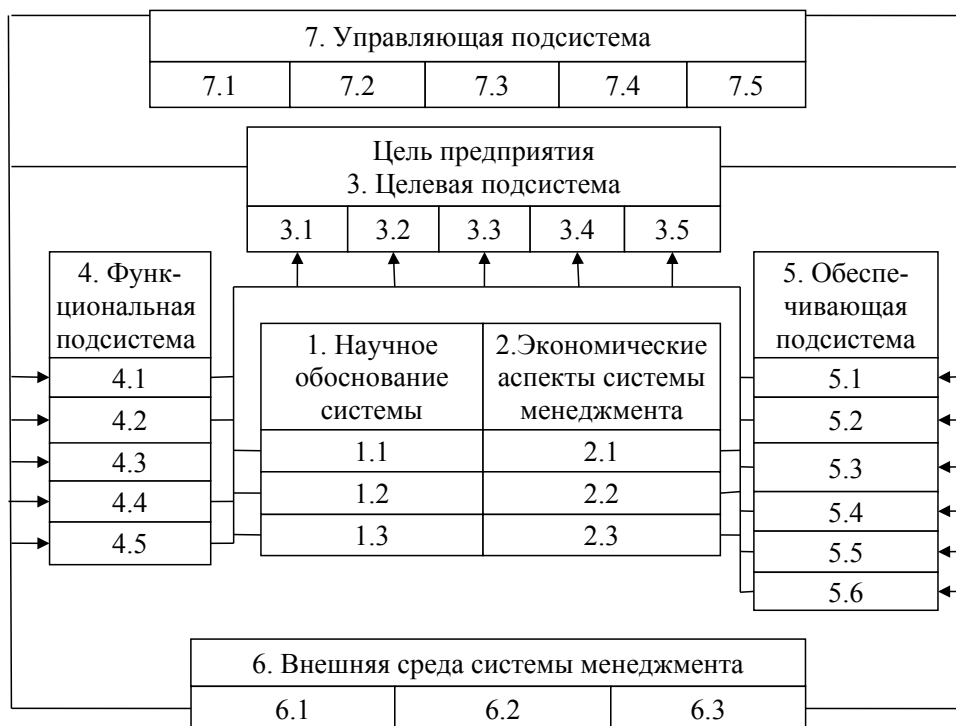 7. Управляющая подсистема
7.1 7.2 7.3 7.4 7.5
Цель предприятия
3. Целевая подсистема
3.1 3.2 3.3 3.4 3.5
4. Функ-
циональная
подсистема
4.1
4.2
4.3
4.4
4.5
1. Научное
обоснование
системы
2.Экономические
аспекты системы
менеджмента
1.1 2.1
1.2 2.2
1.3 2.3
5. Обеспе-
чивающая
подсистема
5.1
5.2
5.3
5.4
5.5
5.6
6. Внешняя среда системы менеджмента
6.1 6.2 6.3